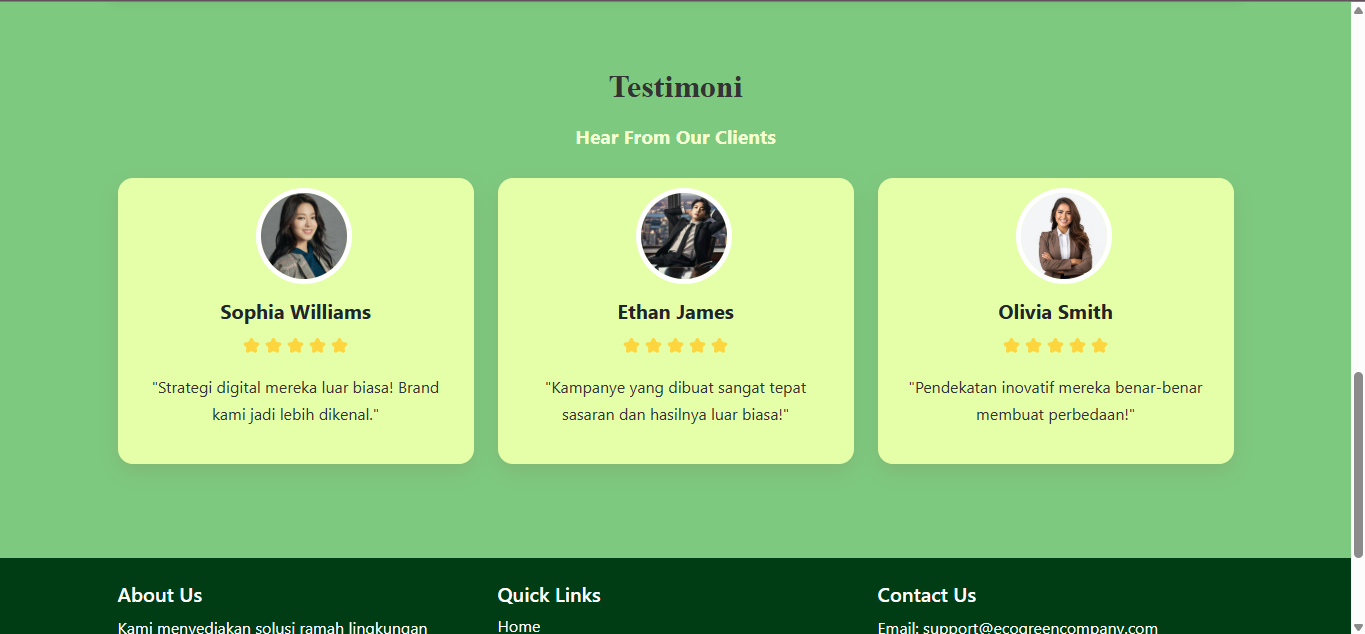 Testimoni
Hear From Our Clients
Sophia Williams
"Strategi digital mereka luar biasa! Brand
kami jadi lebih dikenal."
Ethan James
"Kampanye yang dibuat sangat tepat
sasaran dan hasilnya luar biasa!"
Olivia Smith
"Pendekatan inovatif mereka benar-benar
membuat perbedaan!"
About Us
Kami menyediakan solusi ramah lingkungan
Quick Links
Home
Contact Us
Email: support@ecogreencompany.com